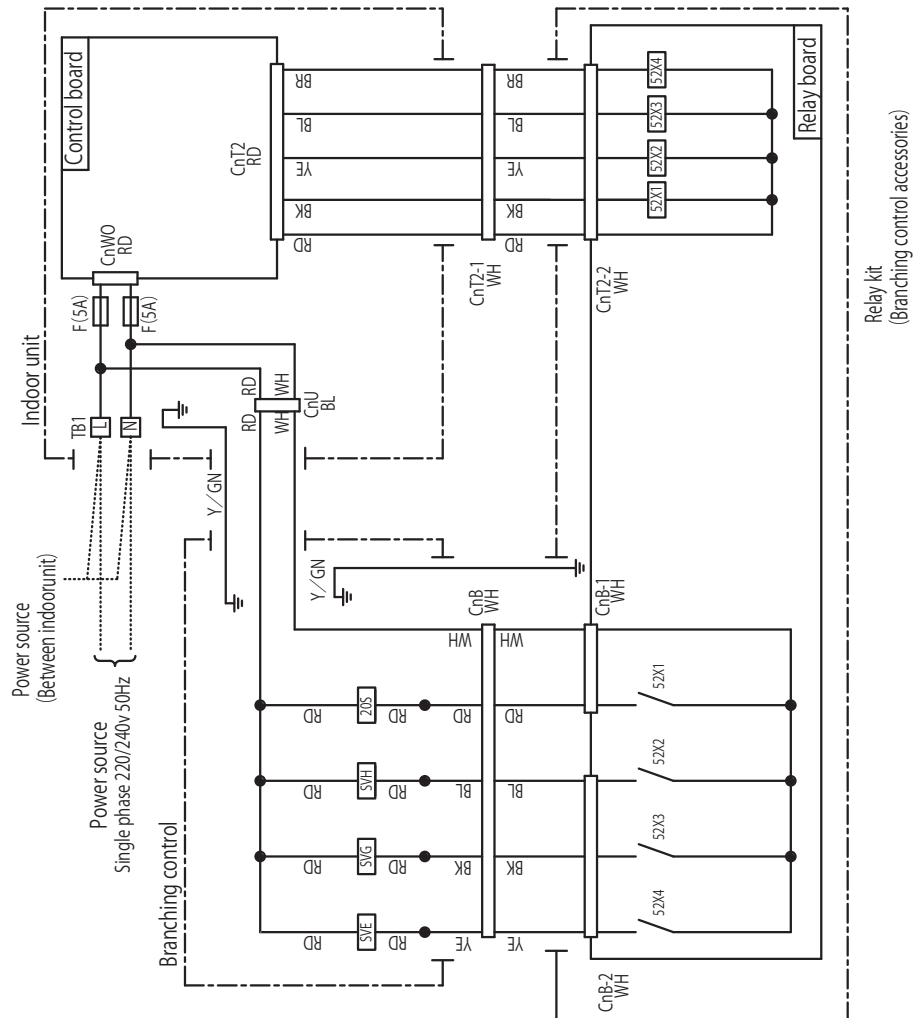 Indoor unit
Control board
CnWO
RD
F(5A)
F(5A)
TB1
L
N
CnT2
RD
BR
BL
YE
BK
RD
BR
BL
YE
BK
RD
CnT2-1
WH
CnT2-2
WH
52X4
52X3
52X2
52X1
Relay board
Relay kit
(Branching control accessories)
Power source
(Between indoorunit)
Power source
Single phase 220/240v 50Hz
Y/GN
RD
RD
WH
WH
CnU
BL
Y/GN
Branching control
CnB
WH
CnB-1
WH
WH
WH
RD
20S
RD
RD
RD
52X1
RD
SVH
RD
BL
BL
52X2
RD
SVG
RD
BK
BK
52X3
RD
SVE
RD
YE
YE
52X4
CnB-2
WH